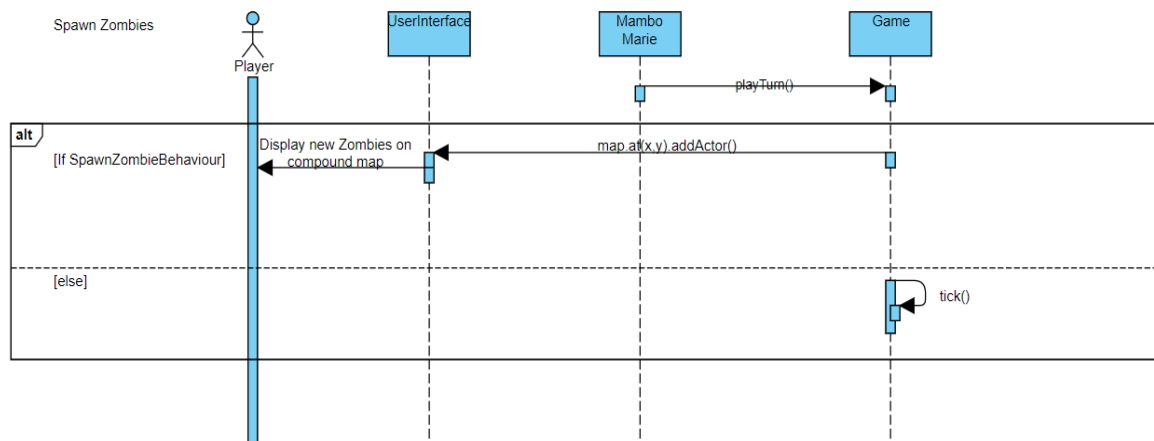 Spawn Zombies
Player
UserInterface
Mambo
Marie
Game
playTurn()
alt
[If SpawnZombieBehaviour]
Display new Zombies on
compound map
map.at(x,y).addActor()
[else]
tick()